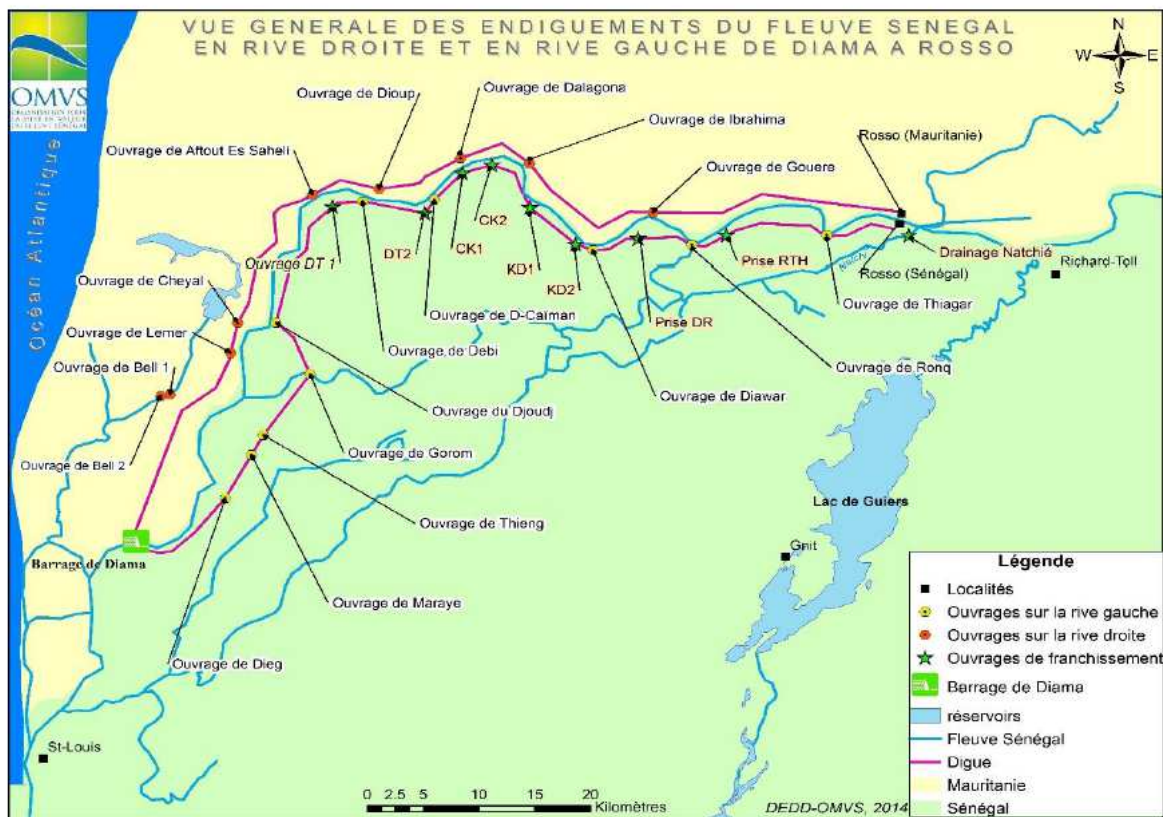 VUE GENERALE DES ENDIGUEMENTS DU FLEUVE SENEGAL
EN RIVE DROITE ET EN RIVE GAUCHE DE DIAMA A ROSSO
OMVS
N
W
E
S
Océan Atlantique
Ouvrage de Dioup
Ouvrage de Dalagona
Ouvrage de Ibrahima
Ouvrage de Aftout Es Saheli
Ouvrage de Gouere
Rosso (Mauritanie)
CK2
CK1
DT2
KD1
KD2
Ouvrage DT 1
Prise RTH
Drainage Natchié
Rosso (Sénégal)
Richard-Toll
Ouvrage de Cheyal
Ouvrage de D-Caiman
Prise DR
Ouvrage de Thiagar
Ouvrage de Lemer
Ouvrage de Debi
Ouvrage de Ronq
Ouvrage de Bell 1
Ouvrage de Diawar
Ouvrage du Djoudj
Ouvrage de Bell 2
Ouvrage de Gorom
Lac de Guiers
Ouvrage de Thieng
Gnit
Barrage de Diama
Ouvrage de Maraye
Ouvrage de Dieg
St-Louis
Légende
Localités
Ouvrages sur la rive gauche
Ouvrages sur la rive droite
Ouvrages de franchissement
Barrage de Diama
réservoirs
Fleuve Sénégal
Digue
Mauritanie
Sénégal
0 2.5 5 10 15 20
Kilomètres
DEDD-OMVS, 2014